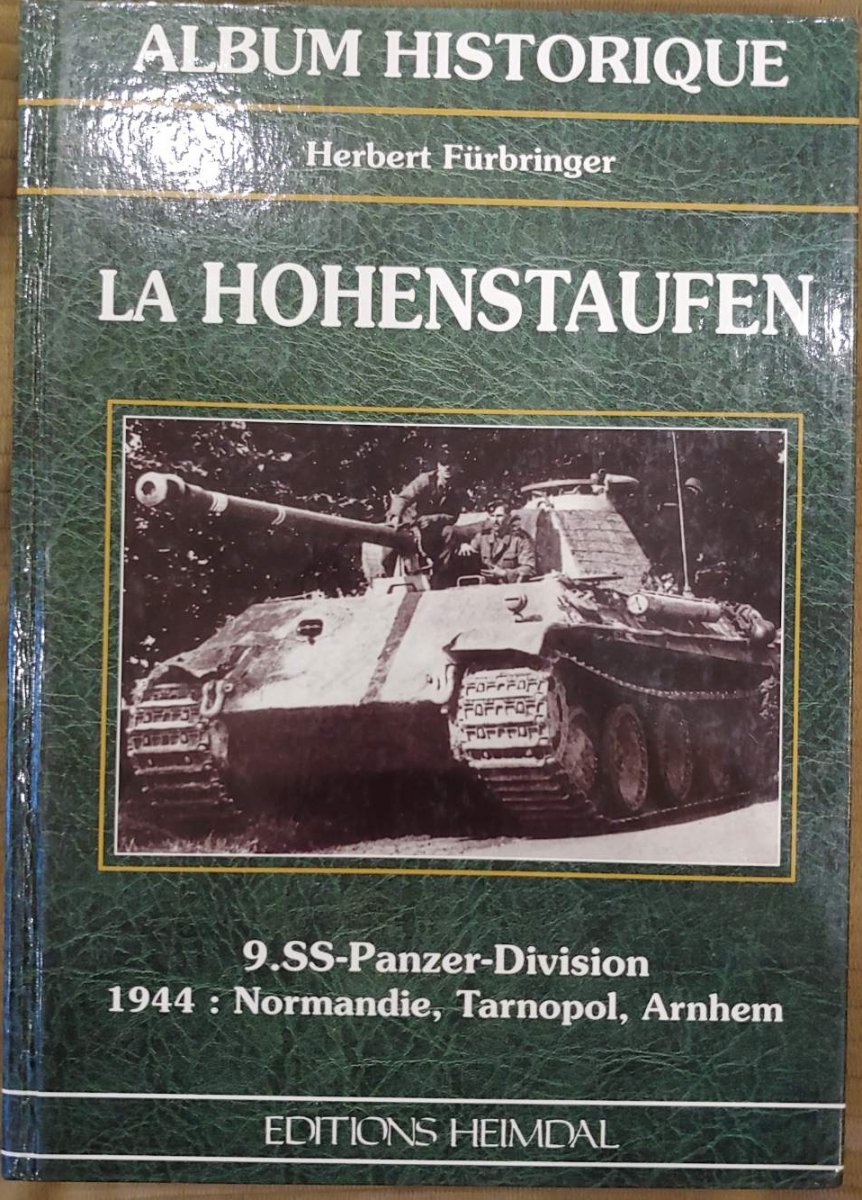 ALBUM HISTORIQUE
Herbert Fürbringer
LA HOHENSTAUFEN
9.SS-Panzer-Division
1944 : Normandie, Tarnopol, Arnhem
EDITIONS HEIMDAL